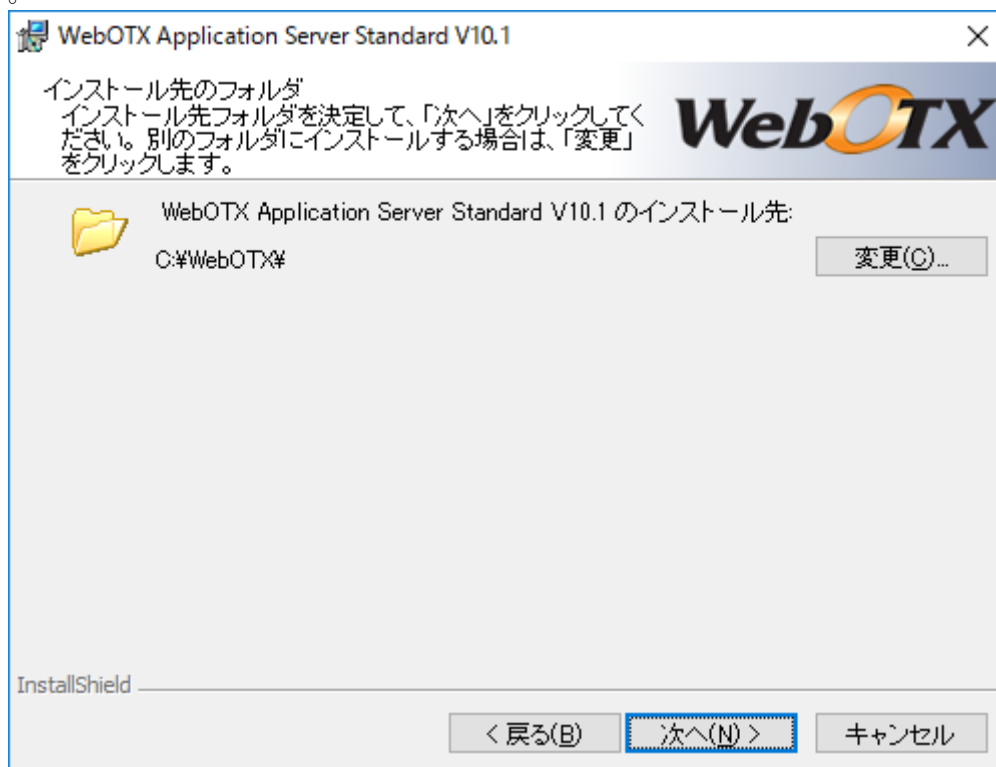 。
WebOTX Application Server Standard V10.1
インストール先のフォルダ
インストール先フォルダを決定して、「次へ」をクリックしてく
ださい。別のフォルダにインストールする場合は、「変更」
をクリックします。
WebOTX
WebOTX Application Server Standard V10.1 のインストール先:
C:¥WebOTX¥
変更(C)...
InstallShield
< 戻る(B)
次へ(N) >
キャンセル